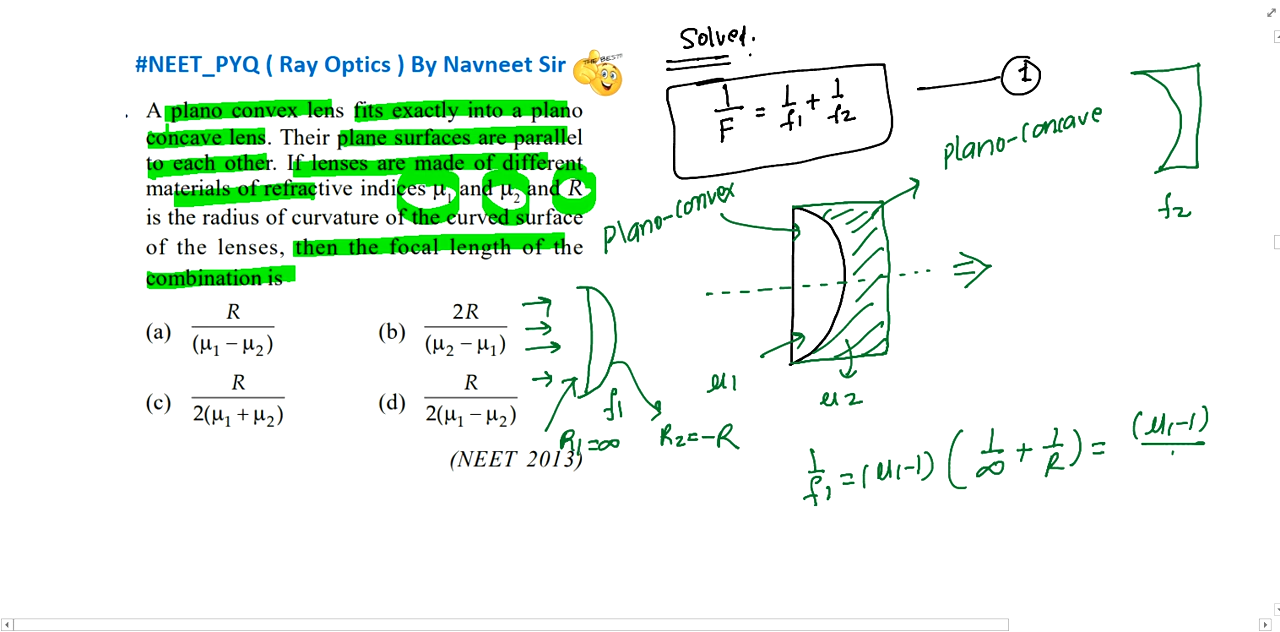 #NEET_PYQ ( Ray Optics ) By Navneet Sir
THE BEST!
A plano convex lens fits exactly into a plano
concave lens. Their plane surfaces are parallel
to each other. If lenses are made of different
materials of refractive indices μ₁ and μ₂ and R
is the radius of curvature of the curved surface
of the lenses, then the focal length of the
combination is
(a) R/(μ₁ − μ₂)
(b) 2R/(μ₂ − μ₁)
(c) R/2(μ₁ + μ₂)
(d) R/2(μ₁ − μ₂)
(NEET 2013)
Solved.
1/F = 1/f₁ + 1/f₂
1
plano-convex
plano-concave
f₂
μ1
μ2
f₁
R₁=∞
R₂=-R
1/f₁ = (μ₁-1) (1/∞ + 1/R) = (μ₁-1)